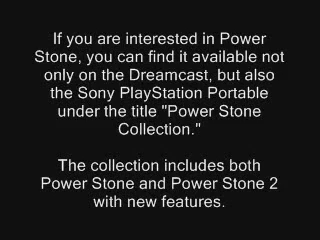 If you are interested in Power
Stone, you can find it available not
only on the Dreamcast, but also
the Sony PlayStation Portable
under the title "Power Stone
Collection."
The collection includes both
Power Stone and Power Stone 2
with new features.